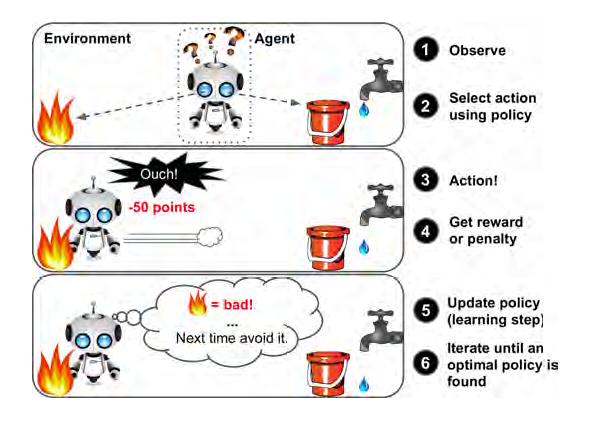 Environment
Agent
? ? ?
1 Observe
2 Select action
using policy
Ouch!
-50 points
3 Action!
4 Get reward
or penalty
= bad!
...
Next time avoid it.
5 Update policy
(learning step)
6 Iterate until an
optimal policy is
found